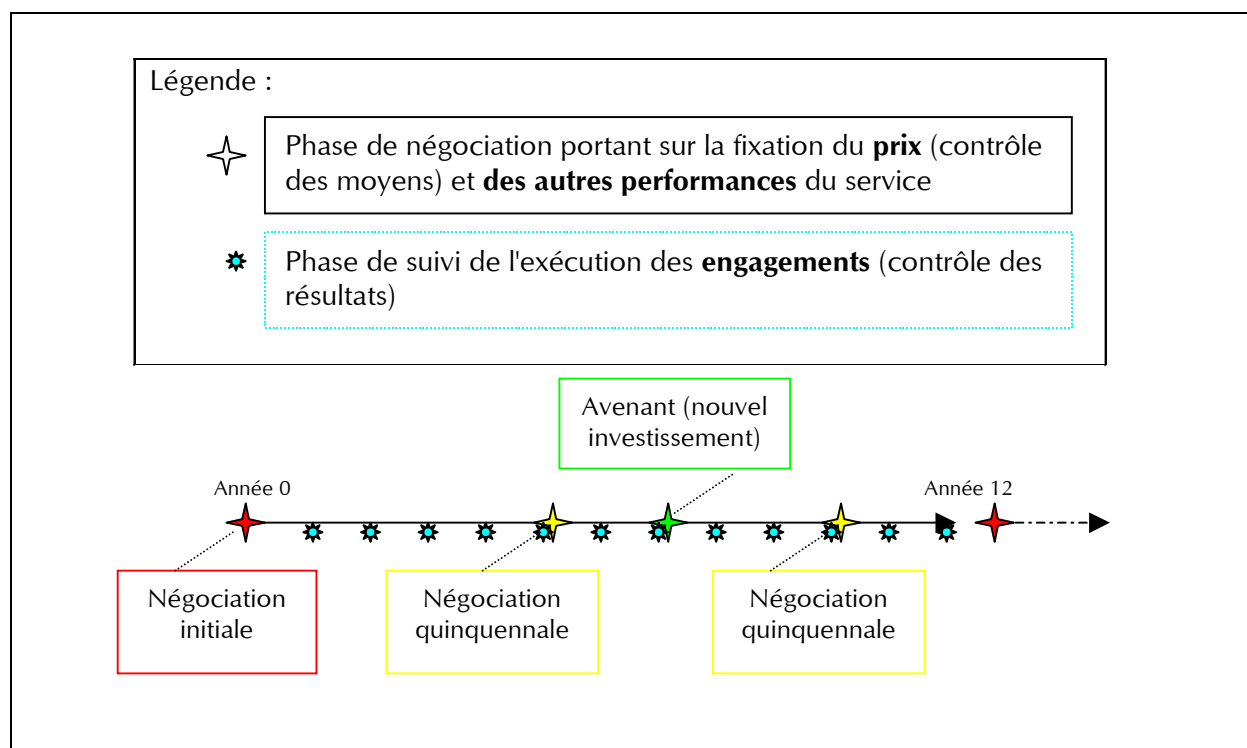 Légende :
Phase de négociation portant sur la fixation du prix (contrôle
des moyens) et des autres performances du service
Phase de suivi de l'exécution des engagements (contrôle des
résultats)
Avenant (nouvel
investissement)
Année 0
Année 12
Négociation
initiale
Négociation
quinquennale
Négociation
quinquennale